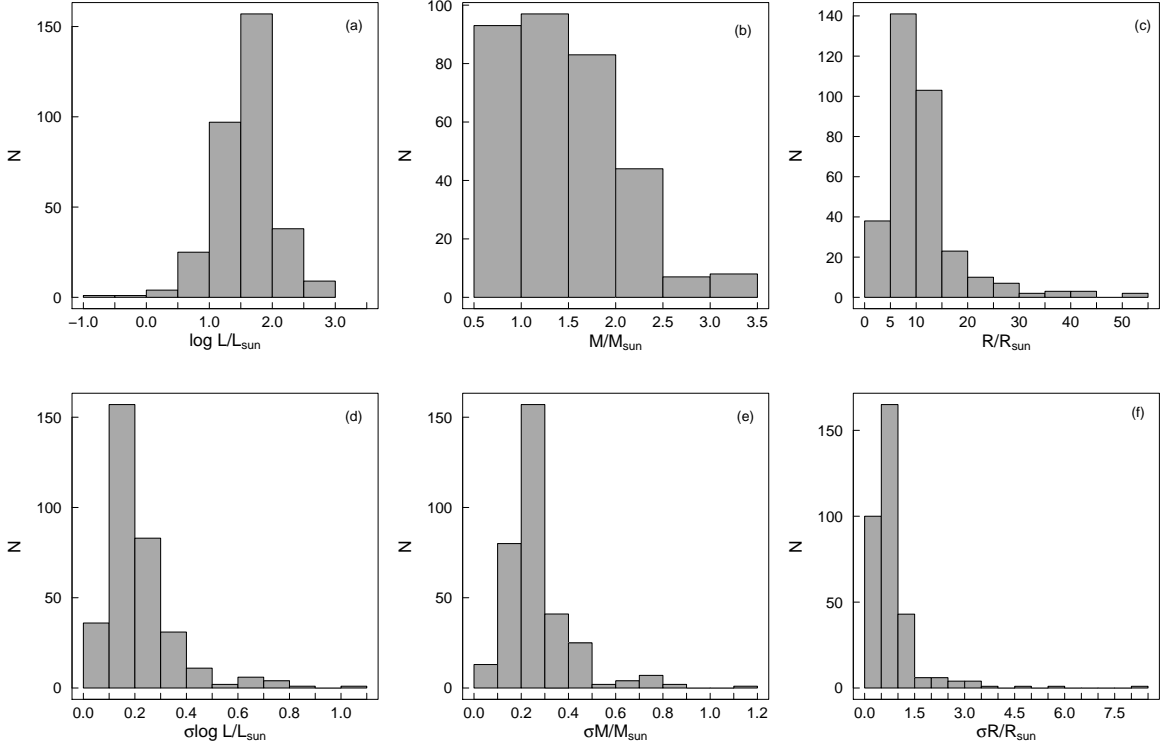 (a)
N
0
50
100
150
−1.0 0.0 1.0 2.0 3.0
log L/Lsun
(b)
N
0
20
40
60
80
100
0.5 1.0 1.5 2.0 2.5 3.0 3.5
M/Msun
(c)
N
0
20
40
60
80
100
120
140
0 5 10 20 30 40 50
R/Rsun
(d)
N
0
50
100
150
0.0 0.2 0.4 0.6 0.8 1.0
σlog L/Lsun
(e)
N
0
50
100
150
0.0 0.2 0.4 0.6 0.8 1.0 1.2
σM/Msun
(f)
N
0
50
100
150
0.0 1.5 3.0 4.5 6.0 7.5
σR/Rsun